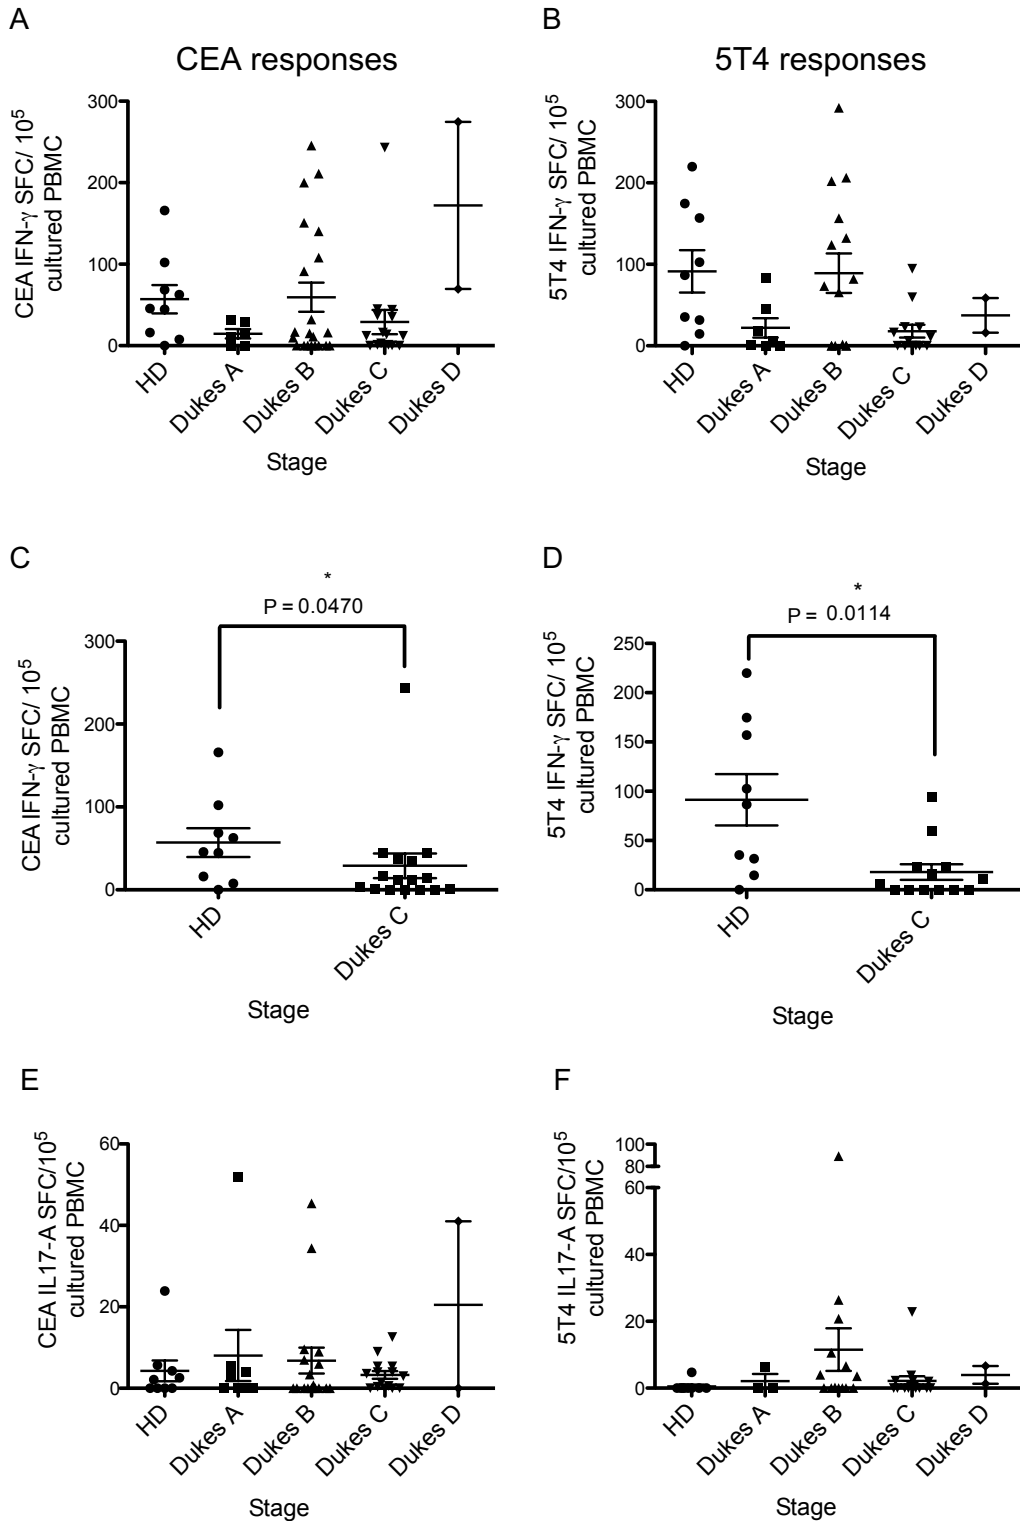 A
CEA responses
CEA IFN-γ SFC/ 10⁵
cultured PBMC
300
200
100
0
HD
Dukes A
Dukes B
Dukes C
Dukes D
Stage
B
5T4 responses
5T4 IFN-γ SFC/ 10⁵
cultured PBMC
300
200
100
0
HD
Dukes A
Dukes B
Dukes C
Dukes D
Stage
C
*
P = 0.0470
CEA IFN-γ SFC/ 10⁵
cultured PBMC
300
200
100
0
HD
Dukes C
Stage
D
*
P = 0.0114
5T4 IFN-γ SFC/ 10⁵
cultured PBMC
250
200
150
100
50
0
HD
Dukes C
Stage
E
CEA IL17-A SFC/10⁵
cultured PBMC
60
40
20
0
HD
Dukes A
Dukes B
Dukes C
Dukes D
Stage
F
5T4 IL17-A SFC/10⁵
cultured PBMC
100
80
60
40
20
0
HD
Dukes A
Dukes B
Dukes C
Dukes D
Stage